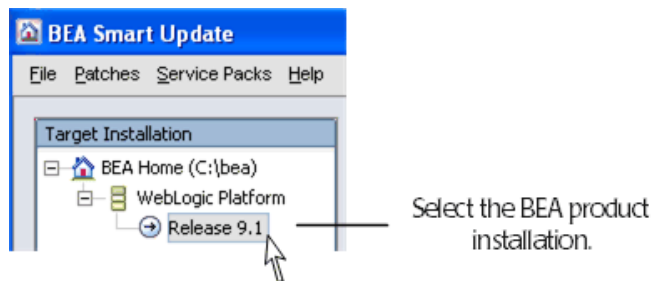 BEA Smart Update
File Patches Service Packs Help
Target Installation
BEA Home (C:\bea)
WebLogic Platform
Release 9.1
Select the BEA product
installation.